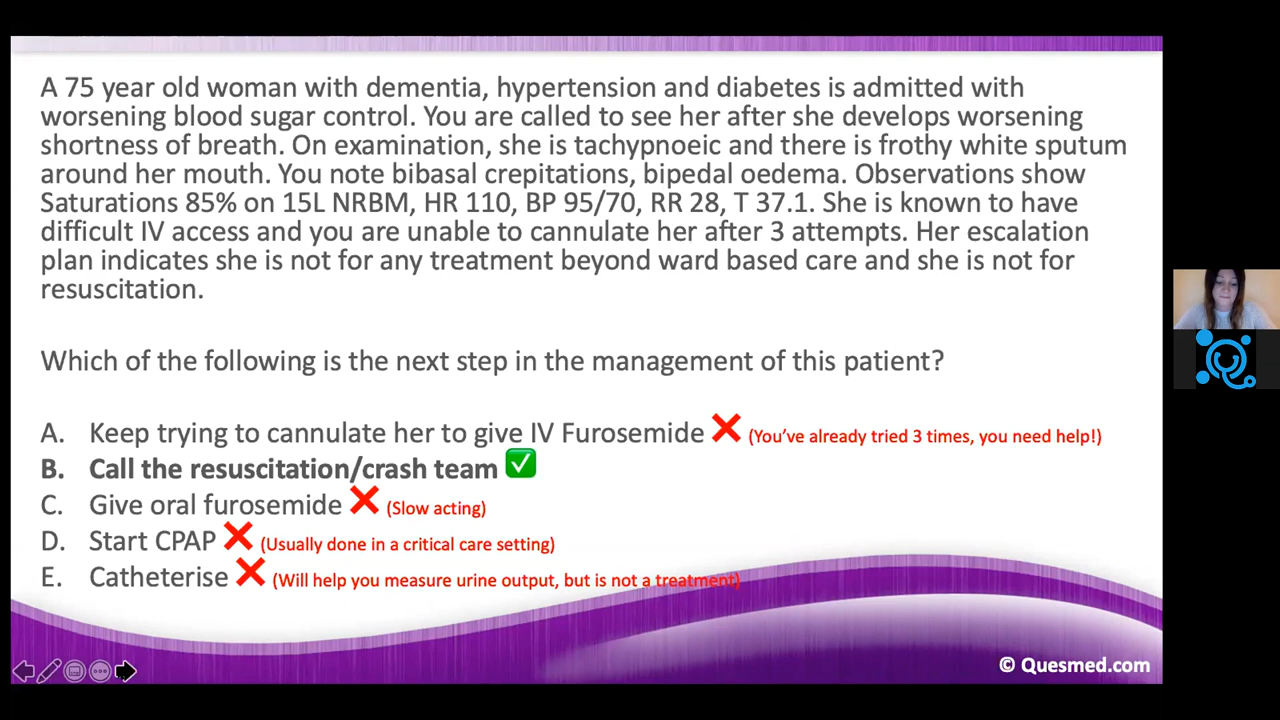 A 75 year old woman with dementia, hypertension and diabetes is admitted with
worsening blood sugar control. You are called to see her after she develops worsening
shortness of breath. On examination, she is tachypnoeic and there is frothy white sputum
around her mouth. You note bibasal crepitations, bipedal oedema. Observations show
Saturations 85% on 15L NRBM, HR 110, BP 95/70, RR 28, T 37.1. She is known to have
difficult IV access and you are unable to cannulate her after 3 attempts. Her escalation
plan indicates she is not for any treatment beyond ward based care and she is not for
resuscitation.
Which of the following is the next step in the management of this patient?
A. Keep trying to cannulate her to give IV Furosemide ❌ (You've already tried 3 times, you need help!)
B. Call the resuscitation/crash team ✅
C. Give oral furosemide ❌ (Slow acting)
D. Start CPAP ❌ (Usually done in a critical care setting)
E. Catheterise ❌ (Will help you measure urine output, but is not a treatment)
© Quesmed.com